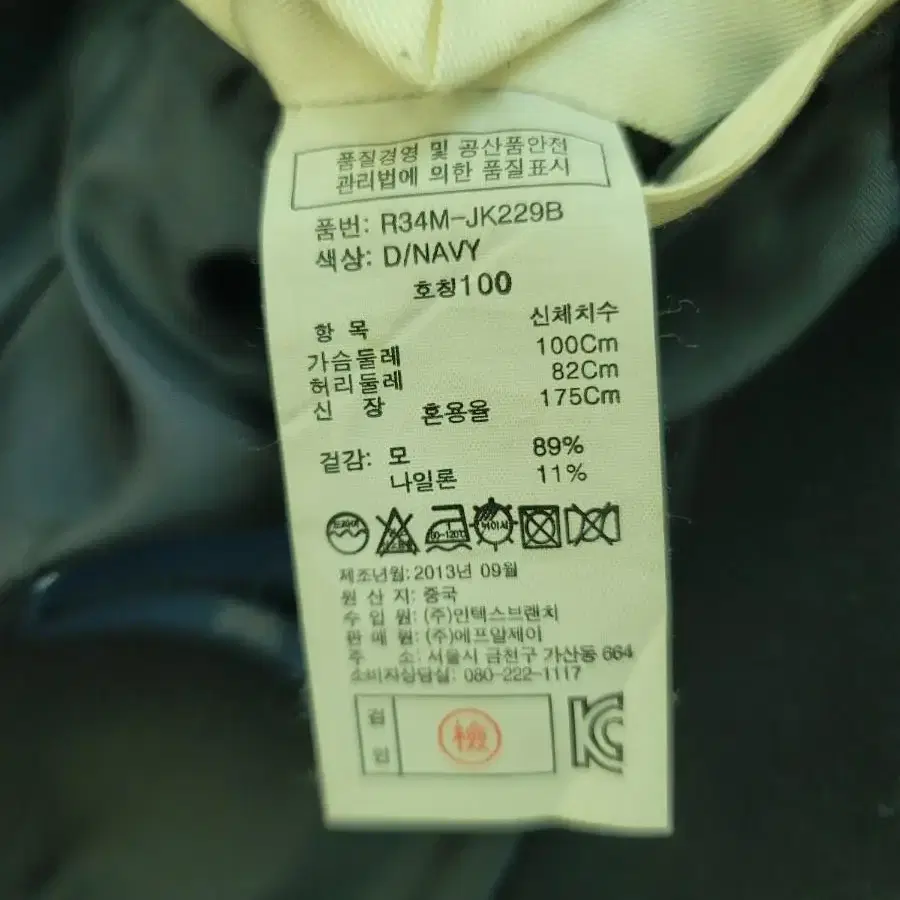 품질경영 및 공산품안전
관리법에 의한 품질표시
품번: R34M-JK229B
색상: D/NAVY
호칭100
항 목 신체치수
가슴둘레 100Cm
허리둘레 82Cm
신 장 175Cm
혼용율
겉감: 모 89%
나일론 11%
드라이
제조년월: 2013년 09월
원 산 지: 중국
수 입 원: (주)인텍스브랜치
판 매 원: (주)에프알제이
주 소: 서울시 금천구 가산동 664
소비자상담실: 080-222-1117
검
인
檢